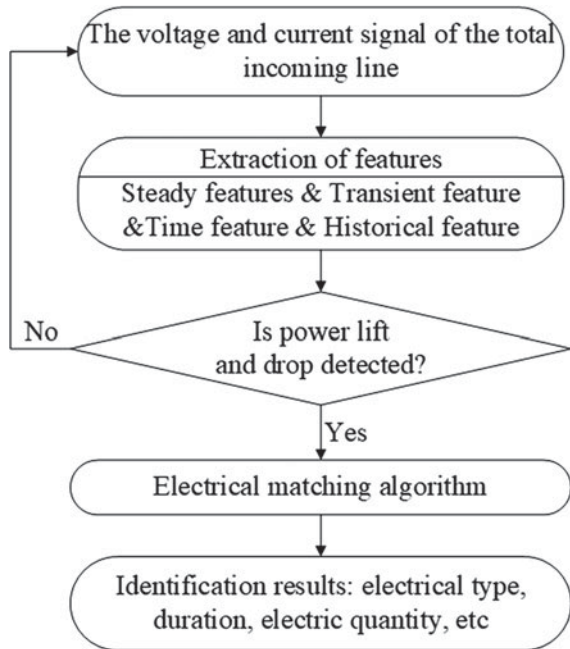 The voltage and current signal of the total
incoming line
Extraction of features
Steady features & Transient feature
&Time feature & Historical feature
No
Is power lift
and drop detected?
Yes
Electrical matching algorithm
Identification results: electrical type,
duration, electric quantity, etc